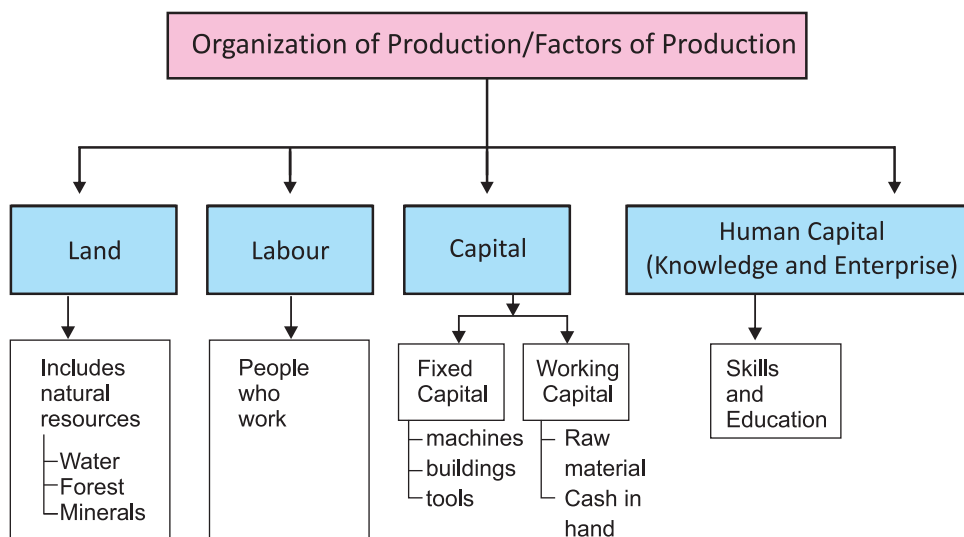 Organization of Production/Factors of Production
Land
Labour
Capital
Human Capital
(Knowledge and Enterprise)
Includes
natural
resources
Water
Forest
Minerals
People
who
work
Fixed
Capital
machines
buildings
tools
Working
Capital
Raw
material
Cash in
hand
Skills
and
Education